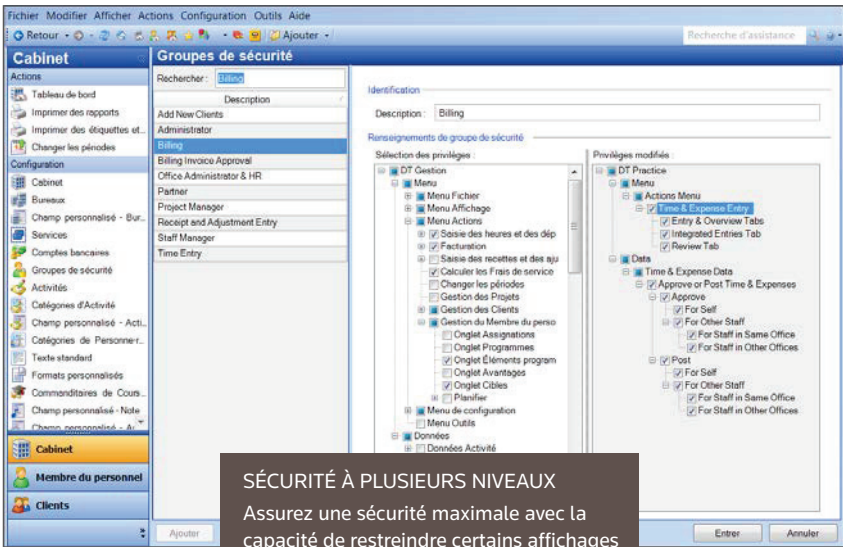 Fichier Modifier Afficher Actions Configuration Outils Aide
Retour Ajouter Recherche d'assistance
Cabinet
Actions
Tableau de bord
Imprimer des rapports
Imprimer des étiquettes et...
Changer les périodes
Configuration
Cabinet
Bureaux
Champ personnalisé - Bur...
Services
Comptes bancaires
Groupes de sécurité
Activités
Catégories d'Activité
Champ personnalisé - Acti...
Catégories de Personne-r...
Texte standard
Formats personnalisés
Commanditaires de Cours...
Champ personnalisé - Note
Champ personnalisé - Ac
Cabinet
Membre du personnel
Clients
Groupes de sécurité
Rechercher : Billing
Description
Add New Clients
Administrator
Billing
Billing Invoice Approval
Office Administrator & HR
Partner
Project Manager
Receipt and Adjustment Entry
Staff Manager
Time Entry
Identification
Description : Billing
Renseignements de groupe de sécurité
Sélection des privilèges :
DT Gestion
Menu
Menu Fichier
Menu Affichage
Menu Actions
Saisie des heures et des dép
Facturation
Saisie des recettes et des aju
Calculer les Frais de service
Changer les périodes
Gestion des Projets
Gestion des Clients
Gestion du Membre du perso
Onglet Assignations
Onglet Programmes
Onglet Éléments program
Onglet Avantages
Onglet Cibles
Planifier
Menu de configuration
Menu Outils
Données
Données Activité
Privilèges modifiés :
DT Practice
Menu
Actions Menu
Time & Expense Entry
Entry & Overview Tabs
Integrated Entries Tab
Review Tab
Data
Time & Expense Data
Approve or Post Time & Expenses
Approve
For Self
For Other Staff
For Staff in Same Office
For Staff in Other Offices
Post
For Self
For Other Staff
For Staff in Same Office
For Staff in Other Offices
Ajouter
Entrer Annuler
SÉCURITÉ À PLUSIEURS NIVEAUX
Assurez une sécurité maximale avec la
capacité de restreindre certains affichages